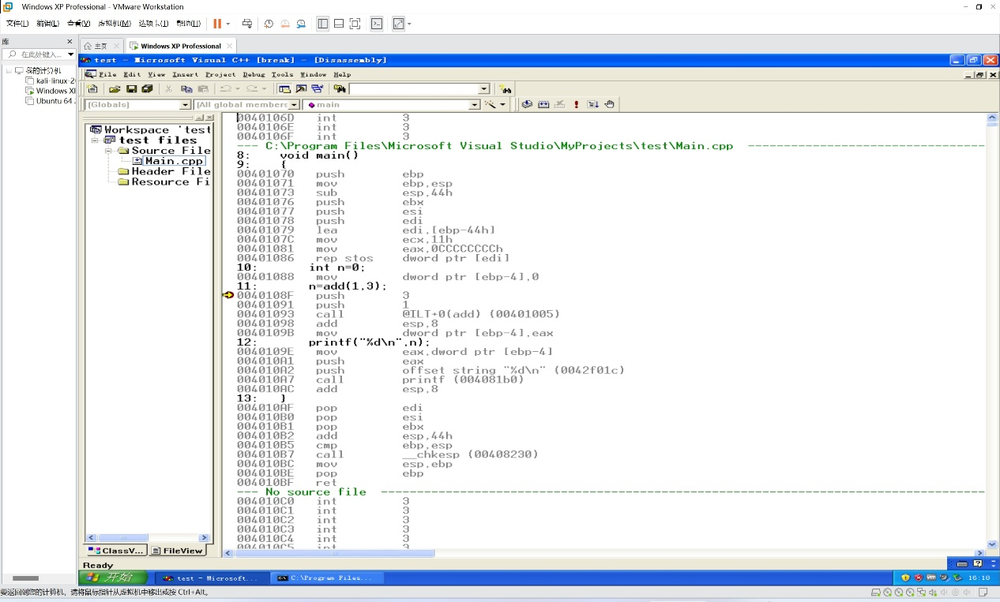 Windows XP Professional - VMware Workstation
文件(F) 编辑(E) 查看(V) 虚拟机(M) 选项卡(T) 帮助(H)
库
在此处键入...
我的计算机
kali-linux-2
Windows XI
Ubuntu 64
主页
Windows XP Professional
test - Microsoft Visual C++ [break] - [Disassembly]
File Edit View Insert Project Debug Tools Window Help
(Globals) (All global members main
Workspace 'test
test files
Source File
Main.cpp
Header File
Resource Fi
ClassV... FileView
0040106D int 3
0040106E int 3
0040106F int 3
--- C:\Program Files\Microsoft Visual Studio\MyProjects\test\Main.cpp
8: void main()
9: {
00401070 push ebp
00401071 mov ebp,esp
00401073 sub esp,44h
00401076 push ebx
00401077 push esi
00401078 push edi
00401079 lea edi,[ebp-44h]
0040107C mov ecx,11h
00401081 mov eax,0CCCCCCCCh
00401086 rep stos dword ptr [edi]
10: int n=0;
00401088 mov dword ptr [ebp-4],0
11: n=add(1,3);
0040108F push 3
00401091 push 1
00401093 call @ILT+0(add) (00401005)
00401098 add esp,8
0040109B mov dword ptr [ebp-4],eax
12: printf("%d\n",n);
0040109E mov eax,dword ptr [ebp-4]
004010A1 push eax
004010A2 push offset string "%d\n" (0042f01c)
004010A7 call printf (004081b0)
004010AC add esp,8
13: }
004010AF pop edi
004010B0 pop esi
004010B1 pop ebx
004010B2 add esp,44h
004010B5 cmp ebp,esp
004010B7 call __chkesp (00408230)
004010BC mov esp,ebp
004010BE pop ebp
004010BF ret
--- No source file
004010C0 int 3
004010C1 int 3
004010C2 int 3
004010C3 int 3
004010C4 int 3
004010C5 int 3
Ready
开始 test - Microsoft... C:\Program Files... 16:18
要返回到您的计算机，请将鼠标指针从虚拟机中移出或按 Ctrl+Alt。